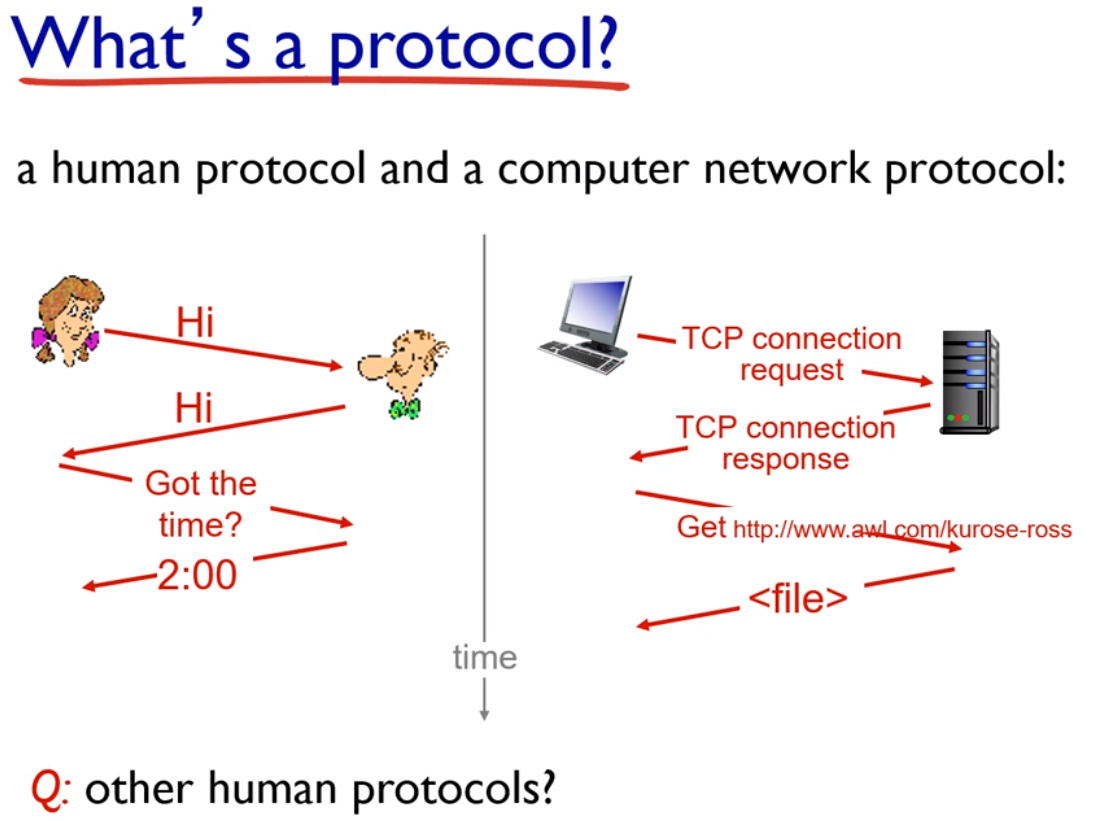 What's a protocol?
a human protocol and a computer network protocol:
Hi
Hi
Got the
time?
2:00
TCP connection
request
TCP connection
response
Get http://www.awl.com/kurose-ross
<file>
time
Q: other human protocols?